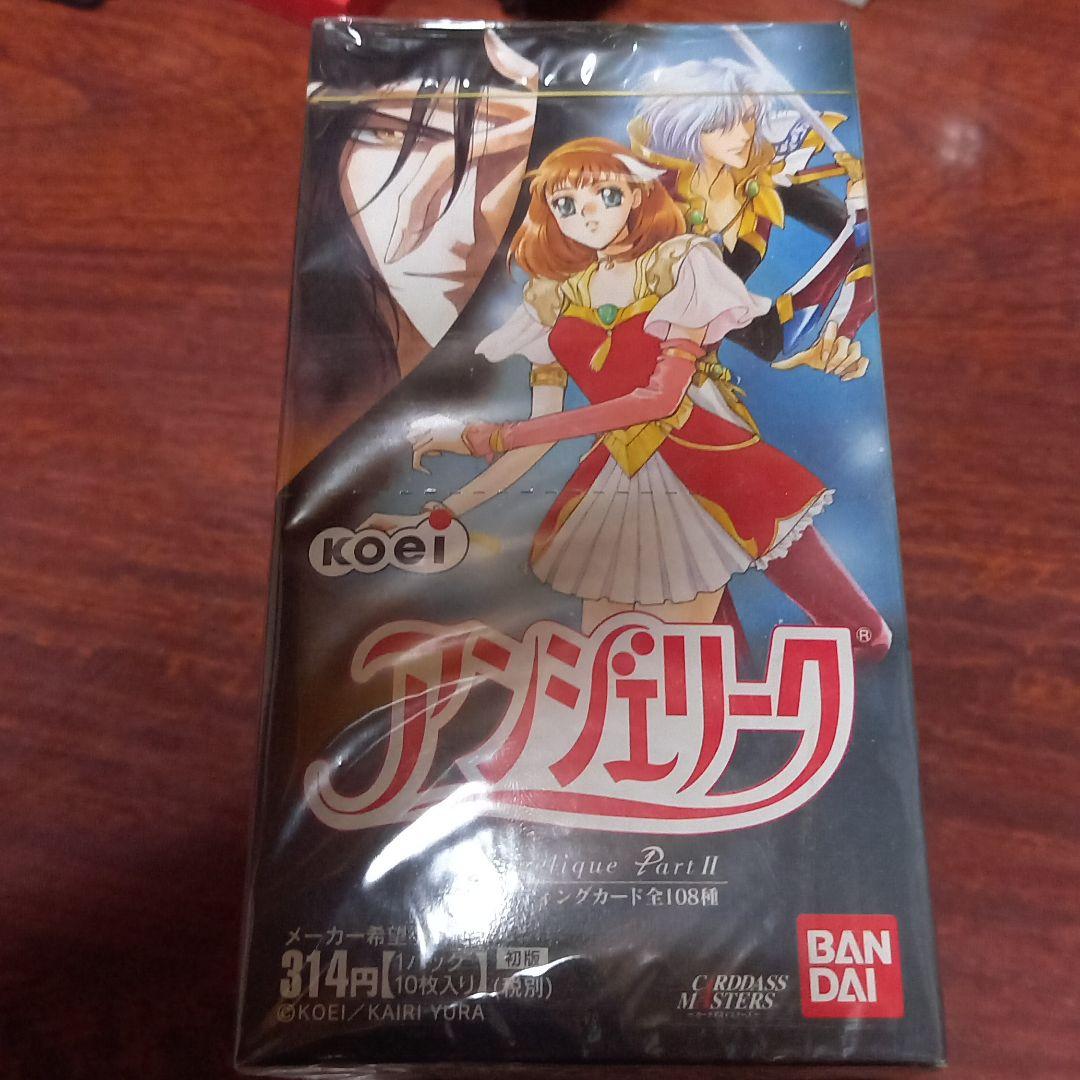 KOEI
アンジェリーク®
Part II
ィングカード全108種
メーカー希望
314円【1パック10枚入り】初版(税別)
©KOEI/KAIRI YURA
CARDDASS MASTERS
BANDAI